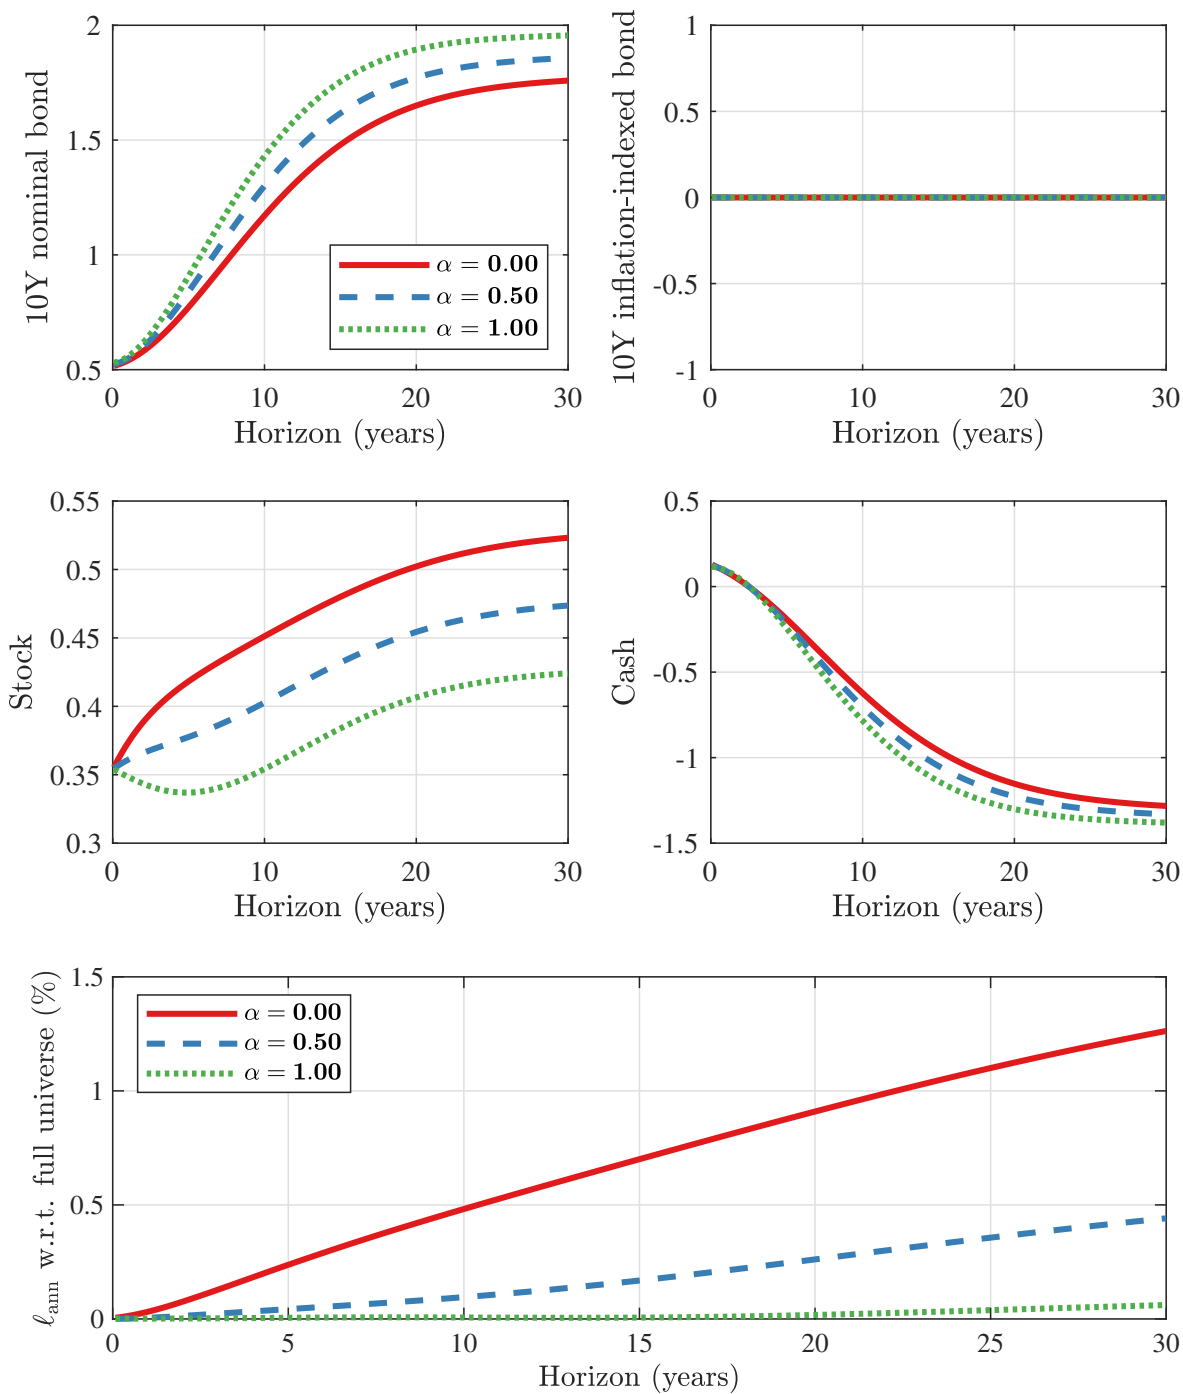 10Y nominal bond
2
1.5
1
0.5
α = 0.00
α = 0.50
α = 1.00
0 10 20 30
Horizon (years)
10Y inflation-indexed bond
1
0.5
0
-0.5
-1
0 10 20 30
Horizon (years)
Stock
0.55
0.5
0.45
0.4
0.35
0.3
0 10 20 30
Horizon (years)
Cash
0.5
0
-0.5
-1
-1.5
0 10 20 30
Horizon (years)
ℓann w.r.t. full universe (%)
1.5
1
0.5
0
α = 0.00
α = 0.50
α = 1.00
0 5 10 15 20 25 30
Horizon (years)